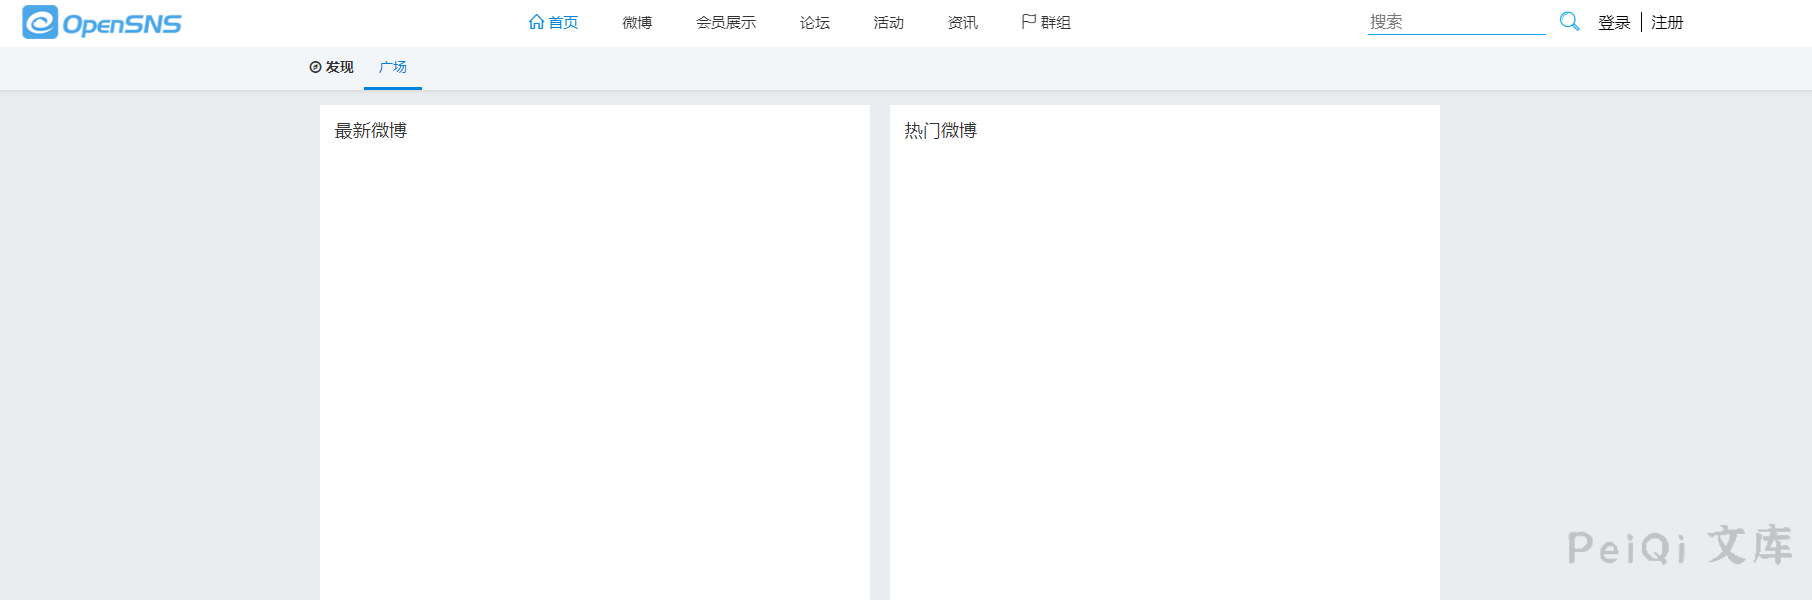 OpenSNS
首页 微博 会员展示 论坛 活动 资讯 群组 搜索 登录 注册
发现 广场
最新微博 热门微博
PeiQi 文库